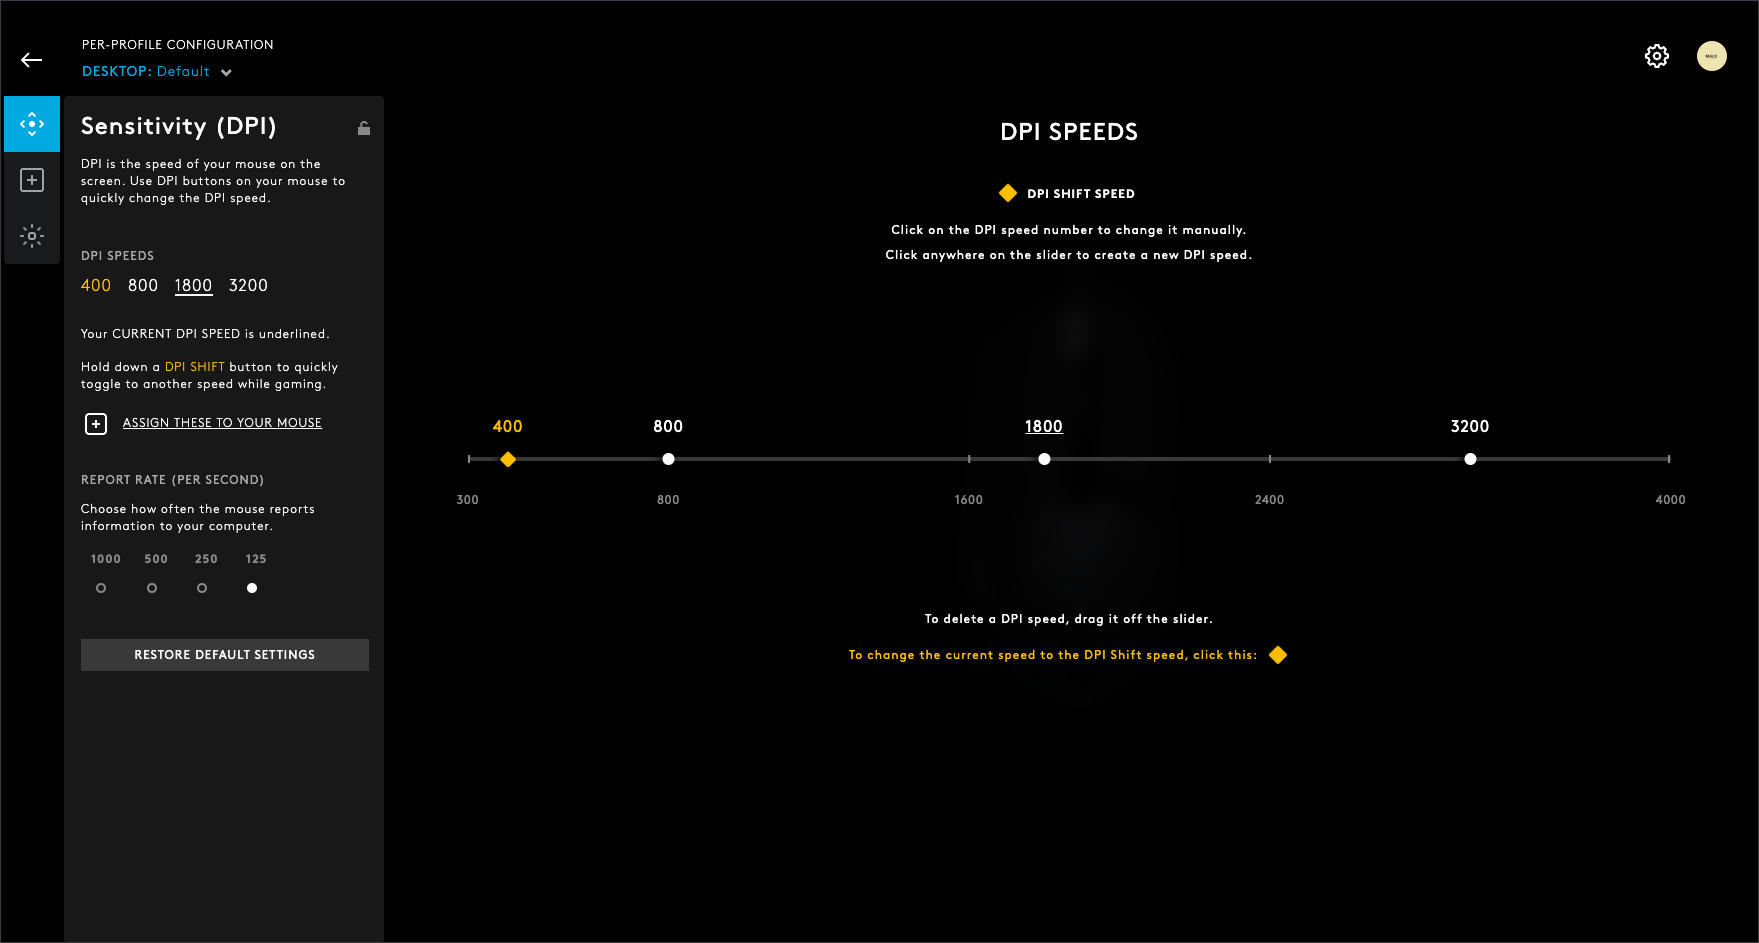 PER-PROFILE CONFIGURATION
DESKTOP: Default
Sensitivity (DPI)
DPI is the speed of your mouse on the
screen. Use DPI buttons on your mouse to
quickly change the DPI speed.
DPI SPEEDS
400 800 1800 3200
Your CURRENT DPI SPEED is underlined.
Hold down a DPI SHIFT button to quickly
toggle to another speed while gaming.
ASSIGN THESE TO YOUR MOUSE
REPORT RATE (PER SECOND)
Choose how often the mouse reports
information to your computer.
1000 500 250 125
RESTORE DEFAULT SETTINGS
DPI SPEEDS
DPI SHIFT SPEED
Click on the DPI speed number to change it manually.
Click anywhere on the slider to create a new DPI speed.
400 800 1800 3200
300 800 1600 2400 4000
To delete a DPI speed, drag it off the slider.
To change the current speed to the DPI Shift speed, click this: